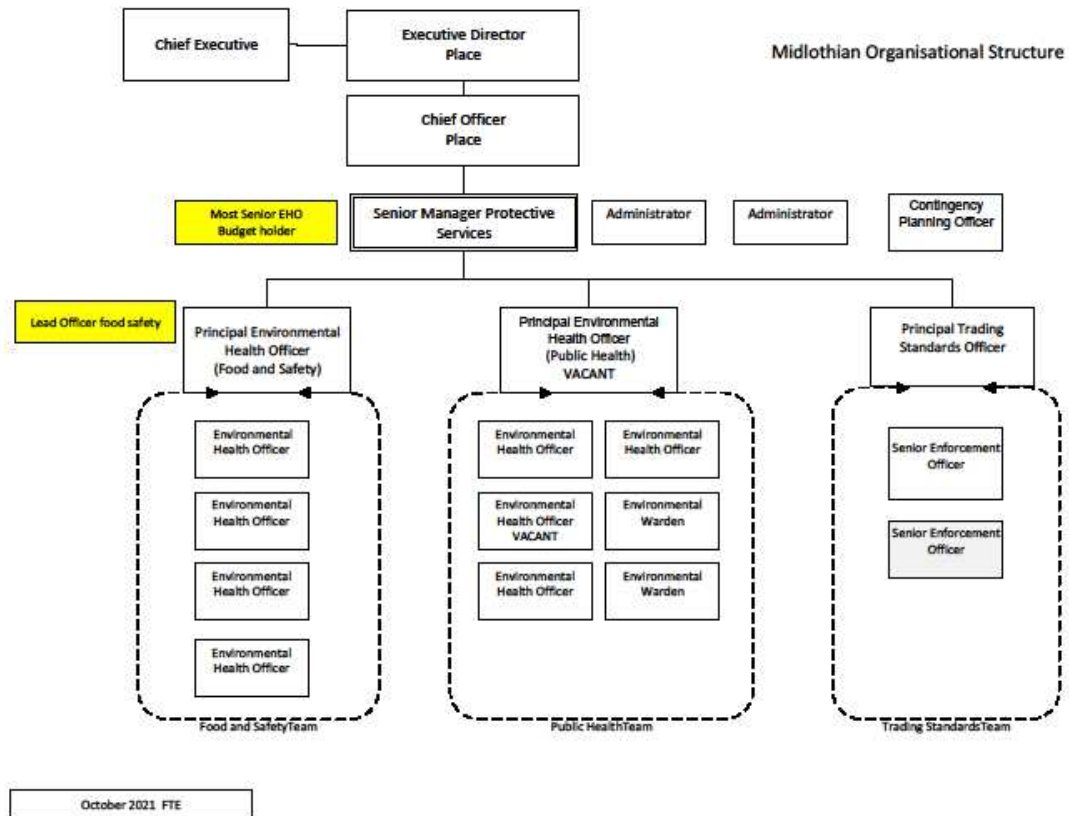 Chief Executive
Executive Director
Place
Midlothian Organisational Structure
Chief Officer
Place
Most Senior EHO
Budget holder
Senior Manager Protective
Services
Administrator
Administrator
Contingency
Planning Officer
Lead Officer food safety
Principal Environmental
Health Officer
(Food and Safety)
Principal Environmental
Health Officer
(Public Health)
VACANT
Principal Trading
Standards Officer
Environmental
Health Officer
Environmental
Health Officer
Environmental
Health Officer
Environmental
Health Officer
Food and SafetyTeam
Environmental
Health Officer
Environmental
Health Officer
Environmental
Health Officer
VACANT
Environmental
Warden
Environmental
Health Officer
Environmental
Warden
Public HealthTeam
Senior Enforcement
Officer
Senior Enforcement
Officer
Trading StandardsTeam
October 2021 FTE